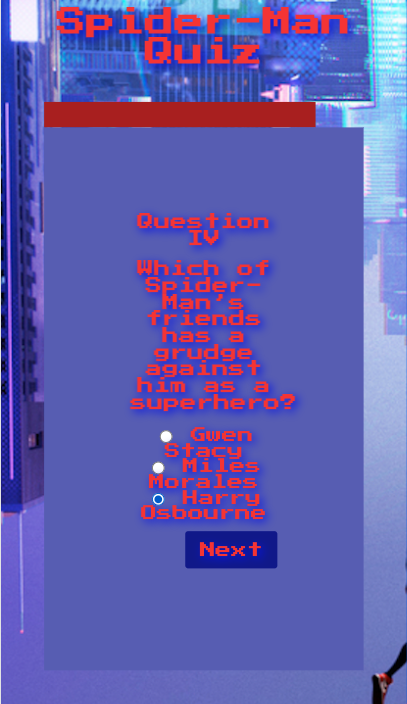 Spider-Man
Quiz
Question
IV
Which of
Spider-
Man's
friends
has a
grudge
against
him as a
superhero?
Gwen
Stacy
Miles
Morales
Harry
Osbourne
Next